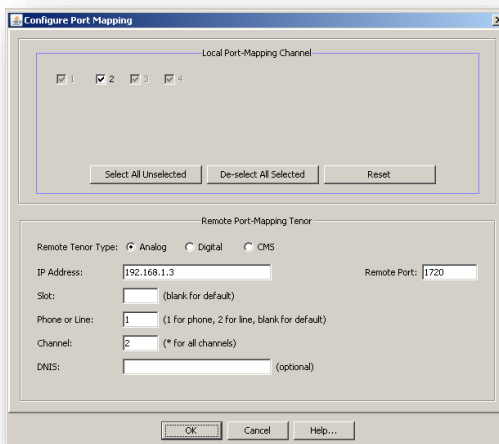 Configure Port Mapping
Local Port-Mapping Channel
1 2 3 4
Select All Unselected De-select All Selected Reset
Remote Port-Mapping Tenor
Remote Tenor Type: Analog Digital CMS
IP Address: 192.168.1.3 Remote Port: 1720
Slot: (blank for default)
Phone or Line: 1 (1 for phone, 2 for line, blank for default)
Channel: 2 (* for all channels)
DNIS: (optional)
OK Cancel Help...